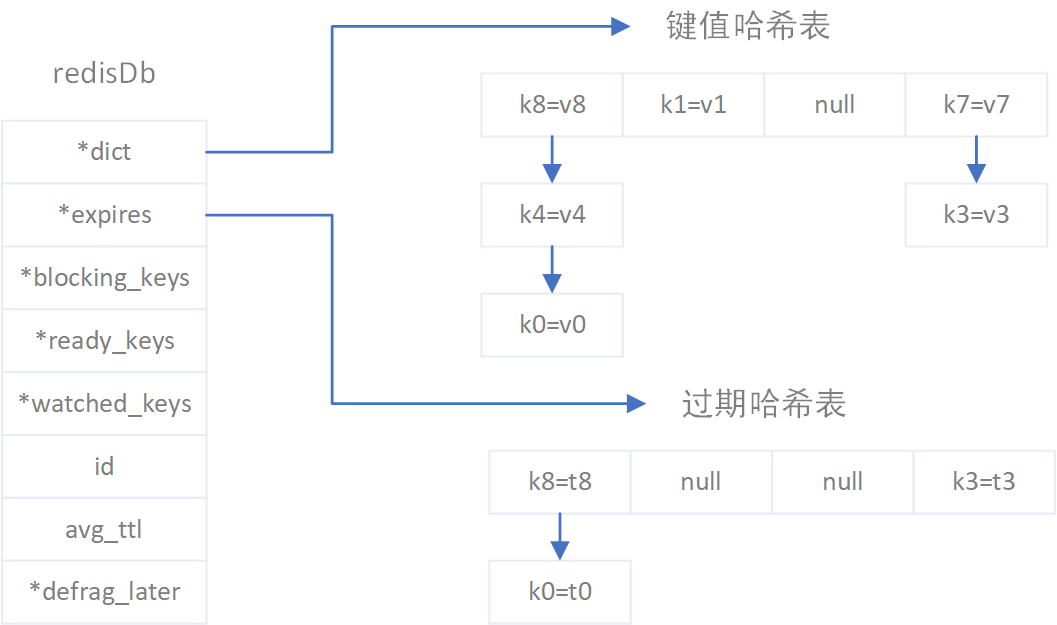 redisDb
*dict
*expires
*blocking_keys
*ready_keys
*watched_keys
id
avg_ttl
*defrag_later
键值哈希表
k8=v8 k1=v1 null k7=v7
k4=v4 k3=v3
k0=v0
过期哈希表
k8=t8 null null k3=t3
k0=t0